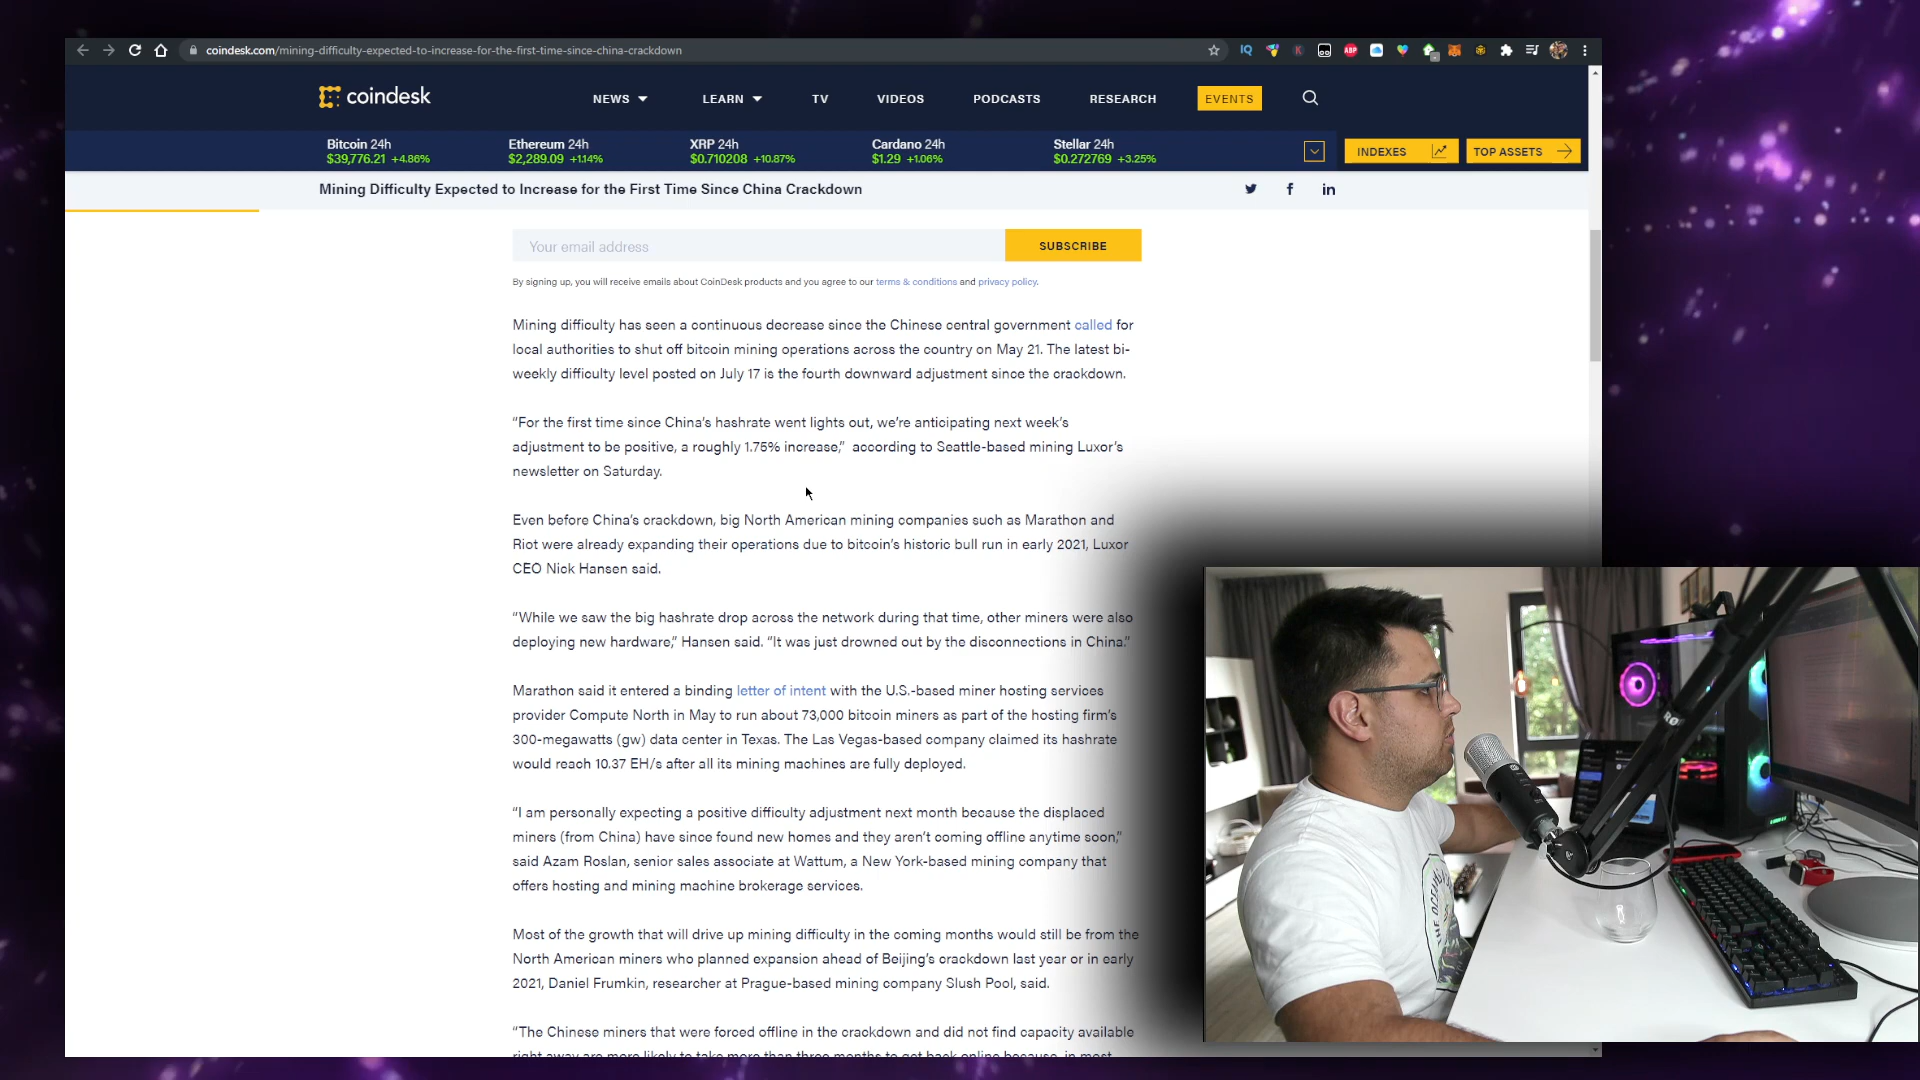 coindesk.com/mining-difficulty-expected-to-increase-for-the-first-time-since-china-crackdown
IQ
K
ABP
coindesk
NEWS
LEARN
TV
VIDEOS
PODCASTS
RESEARCH
EVENTS
Bitcoin 24h
$39,776.21 +4.86%
Ethereum 24h
$2,289.09 +1.14%
XRP 24h
$0.710208 +10.87%
Cardano 24h
$1.29 +1.06%
Stellar 24h
$0.272769 +3.25%
INDEXES
TOP ASSETS
Mining Difficulty Expected to Increase for the First Time Since China Crackdown
Your email address
SUBSCRIBE
By signing up, you will receive emails about CoinDesk products and you agree to our terms & conditions and privacy policy.
Mining difficulty has seen a continuous decrease since the Chinese central government called for
local authorities to shut off bitcoin mining operations across the country on May 21. The latest bi-
weekly difficulty level posted on July 17 is the fourth downward adjustment since the crackdown.
“For the first time since China’s hashrate went lights out, we’re anticipating next week’s
adjustment to be positive, a roughly 1.75% increase,” according to Seattle-based mining Luxor’s
newsletter on Saturday.
Even before China’s crackdown, big North American mining companies such as Marathon and
Riot were already expanding their operations due to bitcoin’s historic bull run in early 2021, Luxor
CEO Nick Hansen said.
“While we saw the big hashrate drop across the network during that time, other miners were also
deploying new hardware,” Hansen said. “It was just drowned out by the disconnections in China.”
Marathon said it entered a binding letter of intent with the U.S.-based miner hosting services
provider Compute North in May to run about 73,000 bitcoin miners as part of the hosting firm’s
300-megawatts (gw) data center in Texas. The Las Vegas-based company claimed its hashrate
would reach 10.37 EH/s after all its mining machines are fully deployed.
“I am personally expecting a positive difficulty adjustment next month because the displaced
miners (from China) have since found new homes and they aren’t coming offline anytime soon,”
said Azam Roslan, senior sales associate at Wattum, a New York-based mining company that
offers hosting and mining machine brokerage services.
Most of the growth that will drive up mining difficulty in the coming months would still be from the
North American miners who planned expansion ahead of Beijing’s crackdown last year or in early
2021, Daniel Frumkin, researcher at Prague-based mining company Slush Pool, said.
“The Chinese miners that were forced offline in the crackdown and did not find capacity available
right away are more likely to take more than three months to get back online because, in most